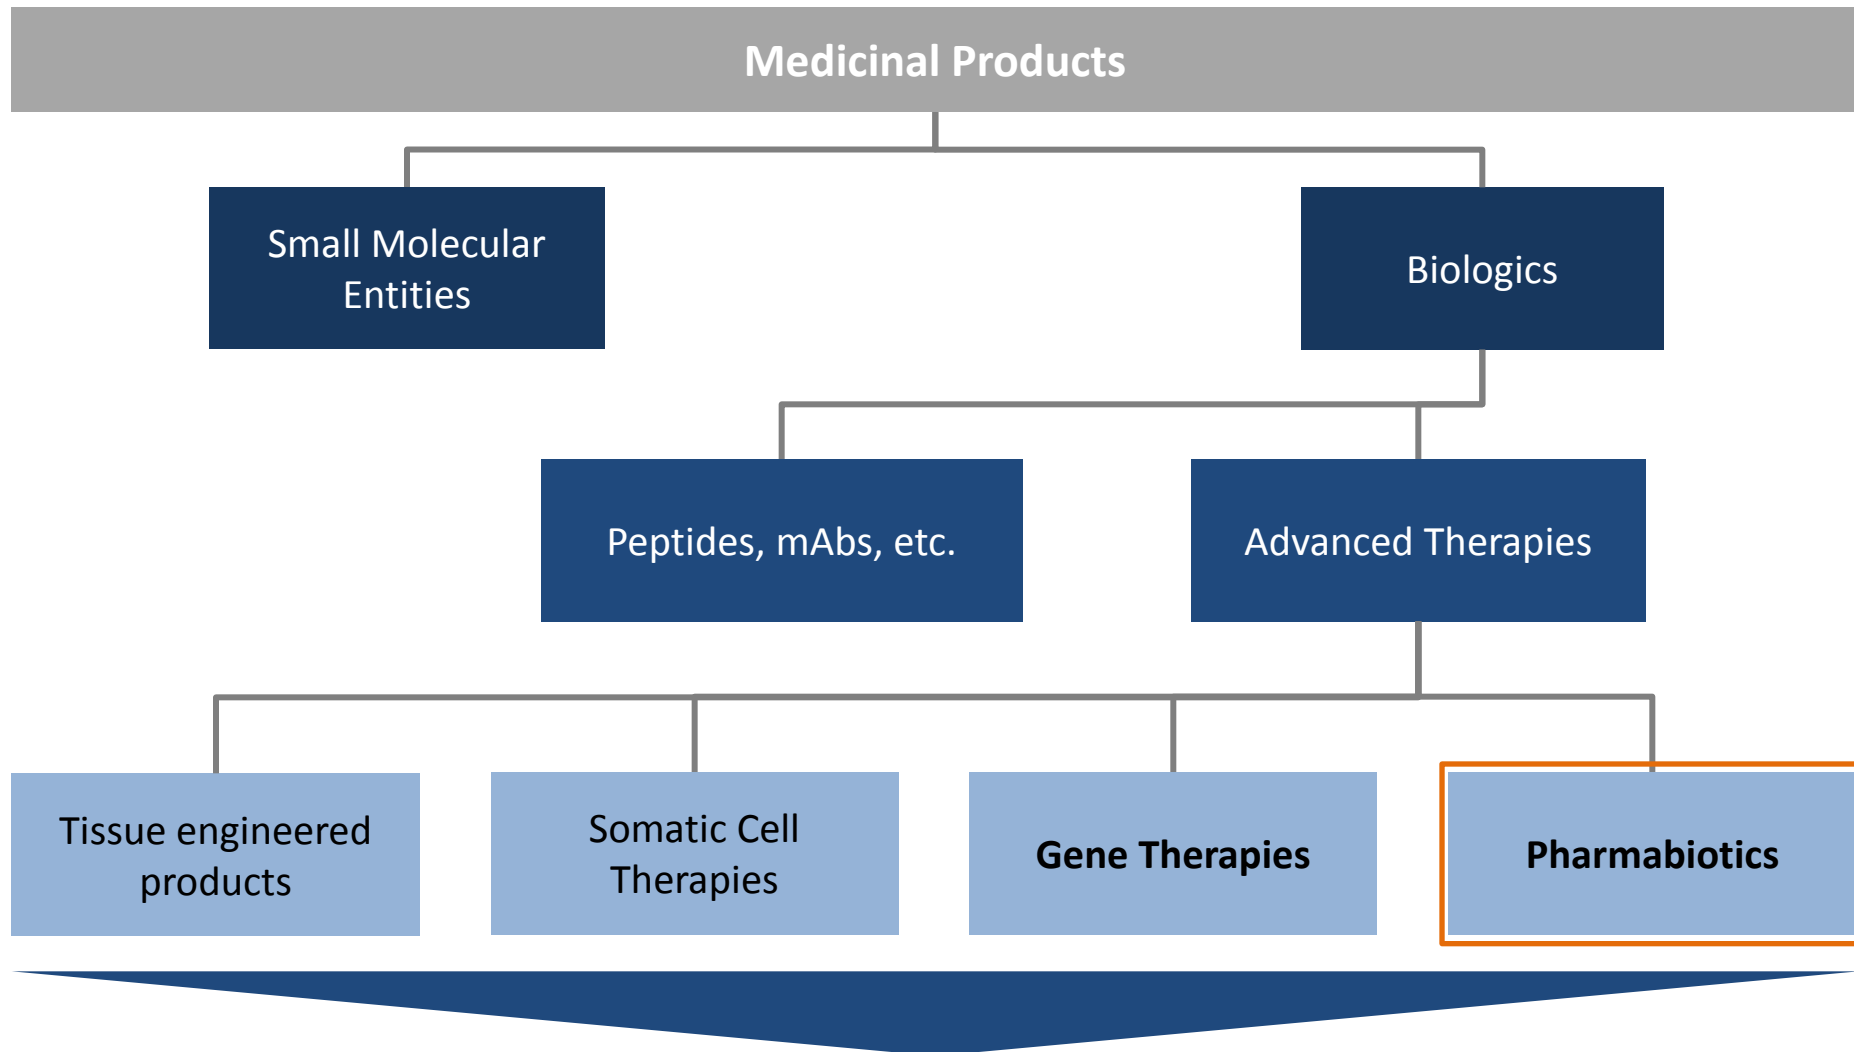 Medicinal Products
Small Molecular
Entities
Biologics
Peptides, mAbs, etc.
Advanced Therapies
Tissue engineered
products
Somatic Cell
Therapies
Gene Therapies
Pharmabiotics